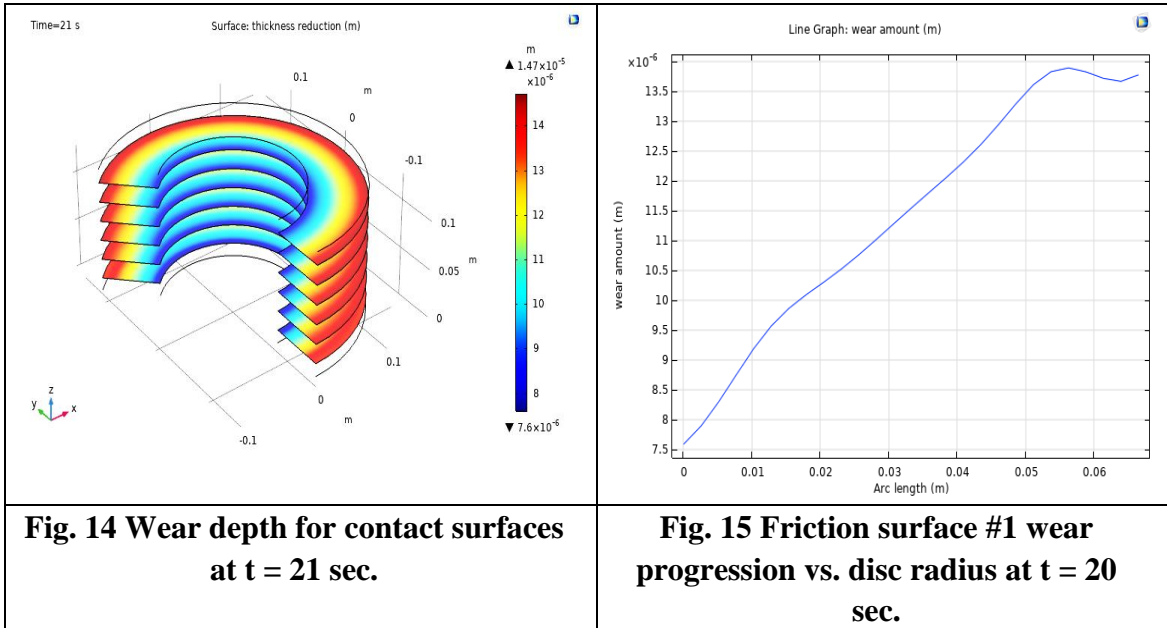 Time=21 s
Surface: thickness reduction (m)
m
▲ 1.47×10⁻⁵
×10⁻⁶
14
13
12
11
10
9
8
▼ 7.6×10⁻⁶
0.1
m
0
-0.1
0.1
0.05
m
0
0.1
0
m
-0.1
z
y
x
Line Graph: wear amount (m)
×10⁻⁶
13.5
13
12.5
12
11.5
11
10.5
10
9.5
9
8.5
8
7.5
wear amount (m)
0
0.01
0.02
0.03
0.04
0.05
0.06
Arc length (m)
Fig. 14 Wear depth for contact surfaces
at t = 21 sec.
Fig. 15 Friction surface #1 wear
progression vs. disc radius at t = 20
sec.